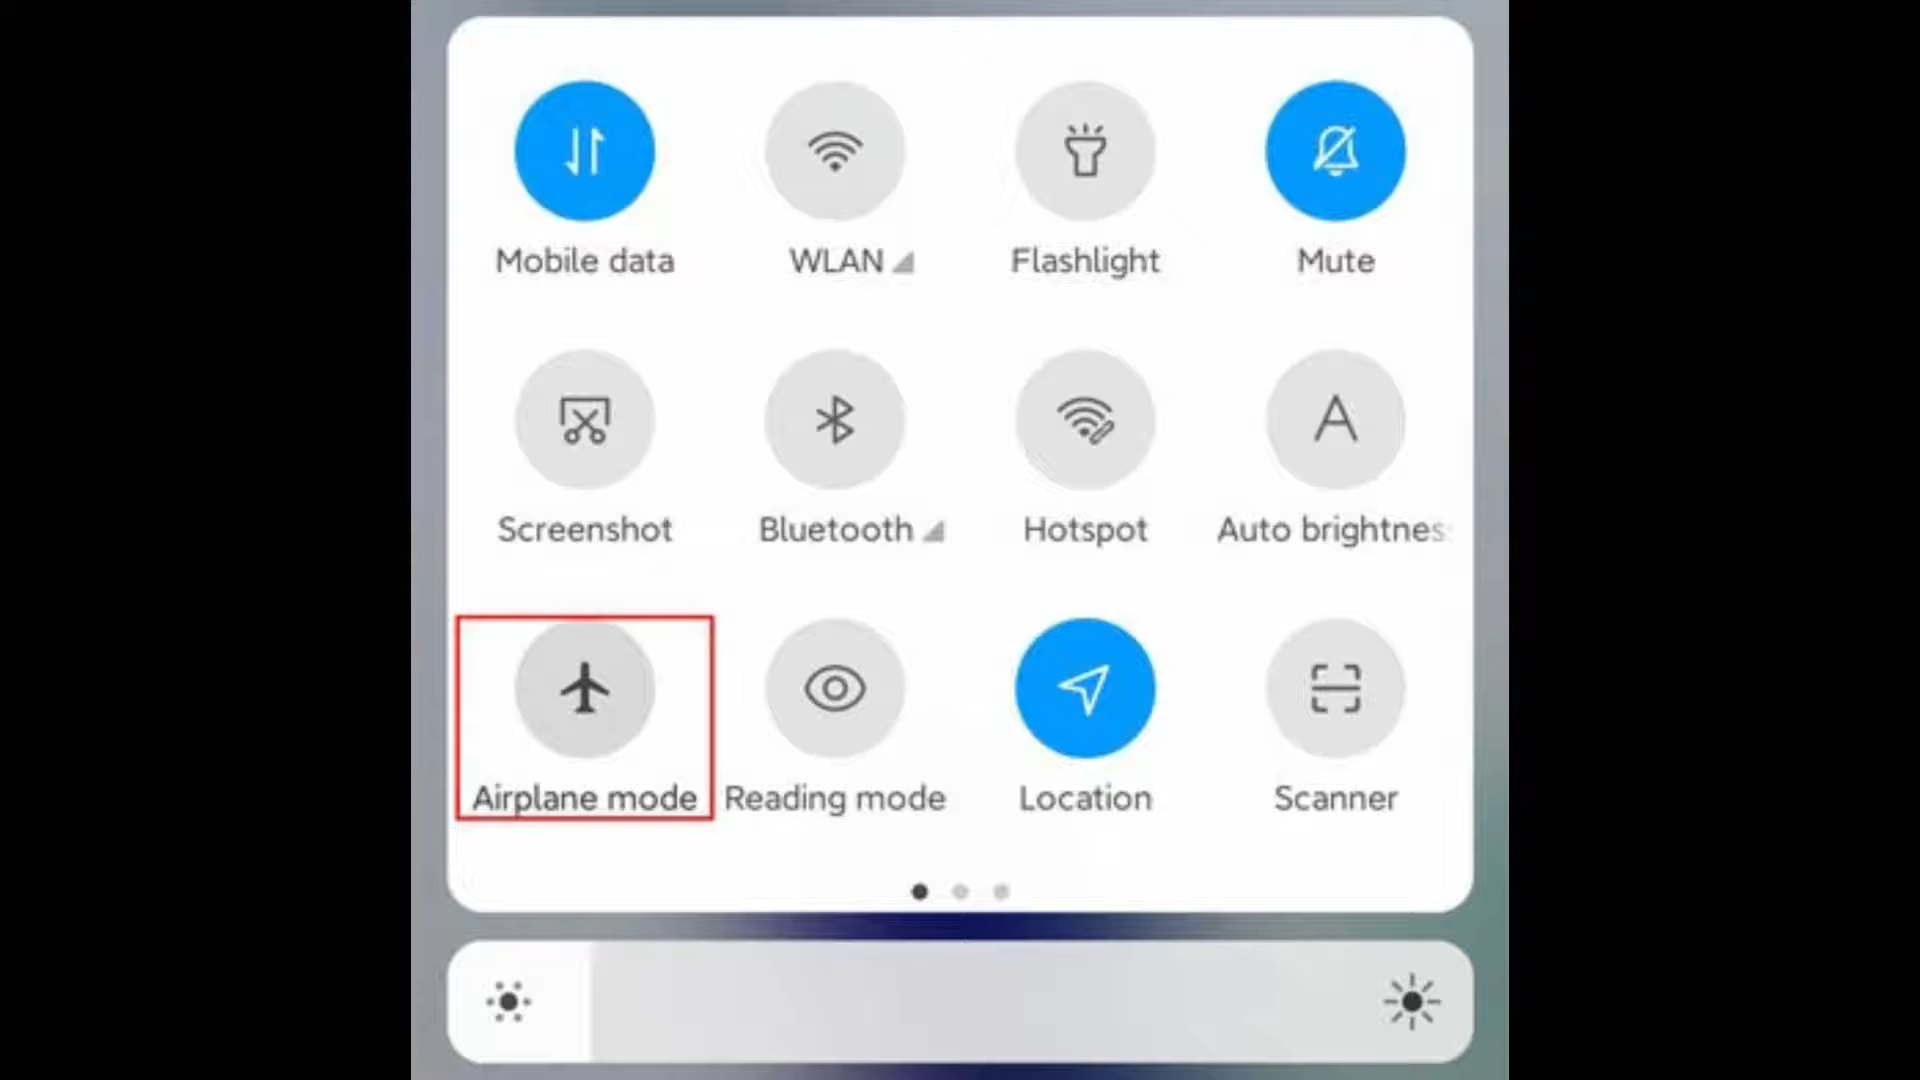 Mobile data
WLAN
Flashlight
Mute
Screenshot
Bluetooth
Hotspot
A
Auto brightnes
Airplane mode
Reading mode
Location
Scanner